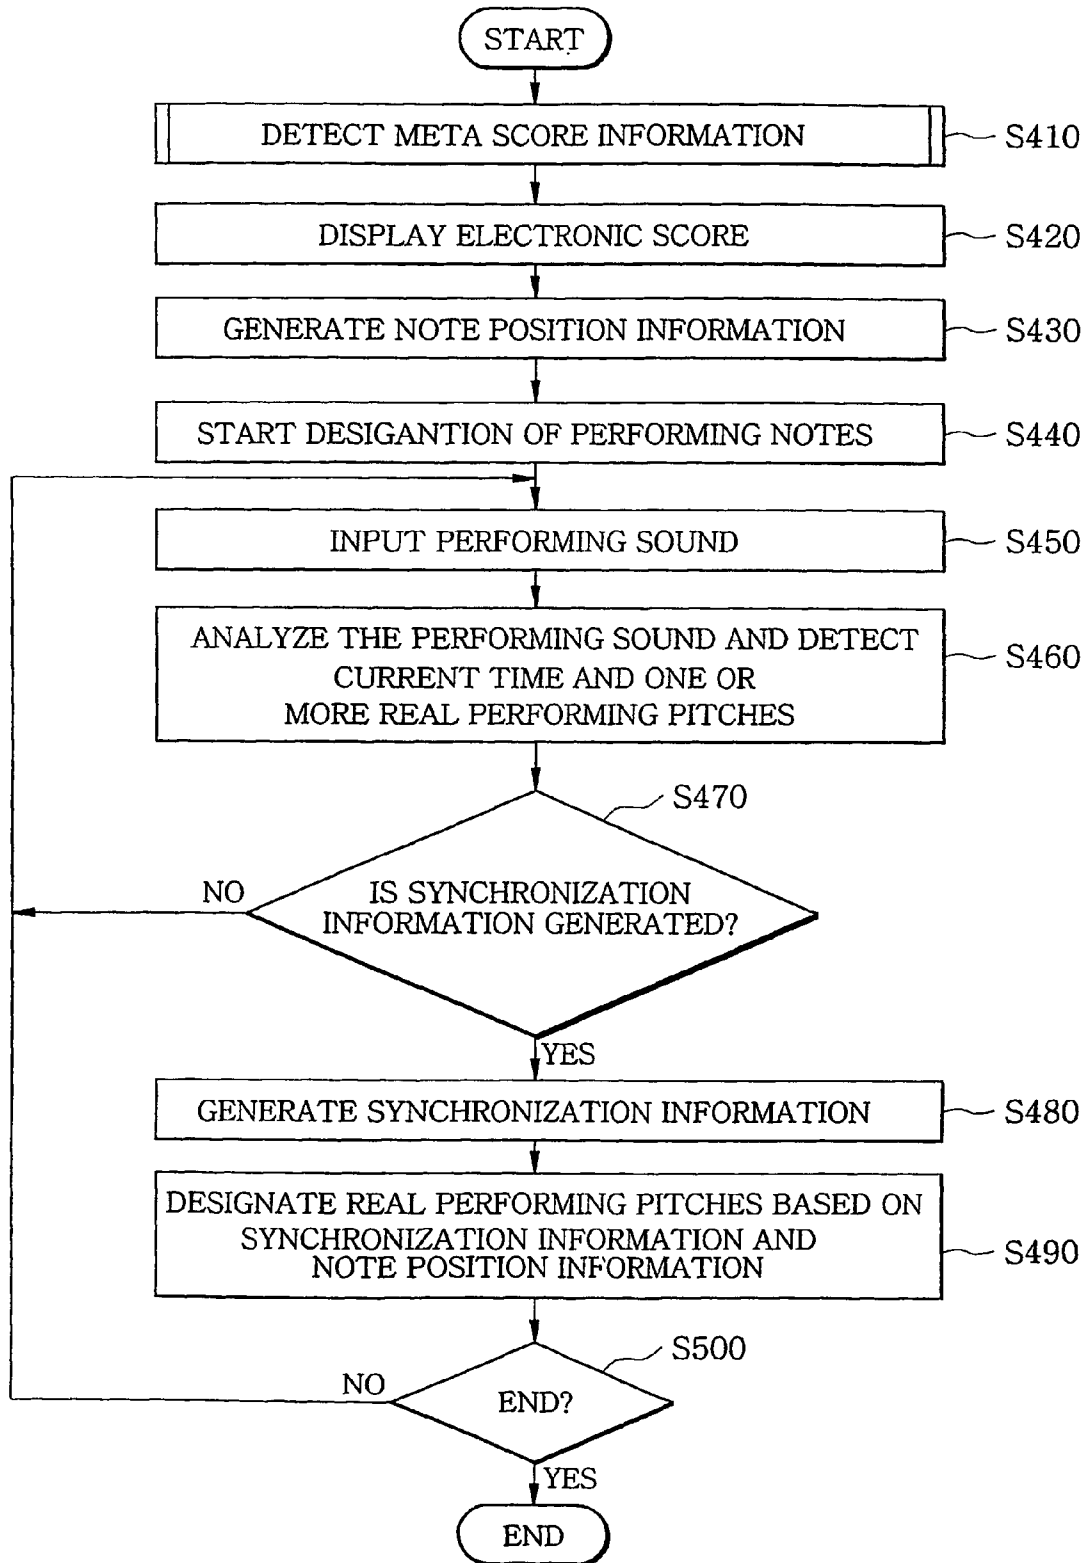 START
DETECT META SCORE INFORMATION
S410
DISPLAY ELECTRONIC SCORE
S420
GENERATE NOTE POSITION INFORMATION
S430
START DESIGANTION OF PERFORMING NOTES
S440
INPUT PERFORMING SOUND
S450
ANALYZE THE PERFORMING SOUND AND DETECT
CURRENT TIME AND ONE OR
MORE REAL PERFORMING PITCHES
S460
S470
NO
IS SYNCHRONIZATION
INFORMATION GENERATED?
YES
GENERATE SYNCHRONIZATION INFORMATION
S480
DESIGNATE REAL PERFORMING PITCHES BASED ON
SYNCHRONIZATION INFORMATION AND
NOTE POSITION INFORMATION
S490
S500
NO
END?
YES
END